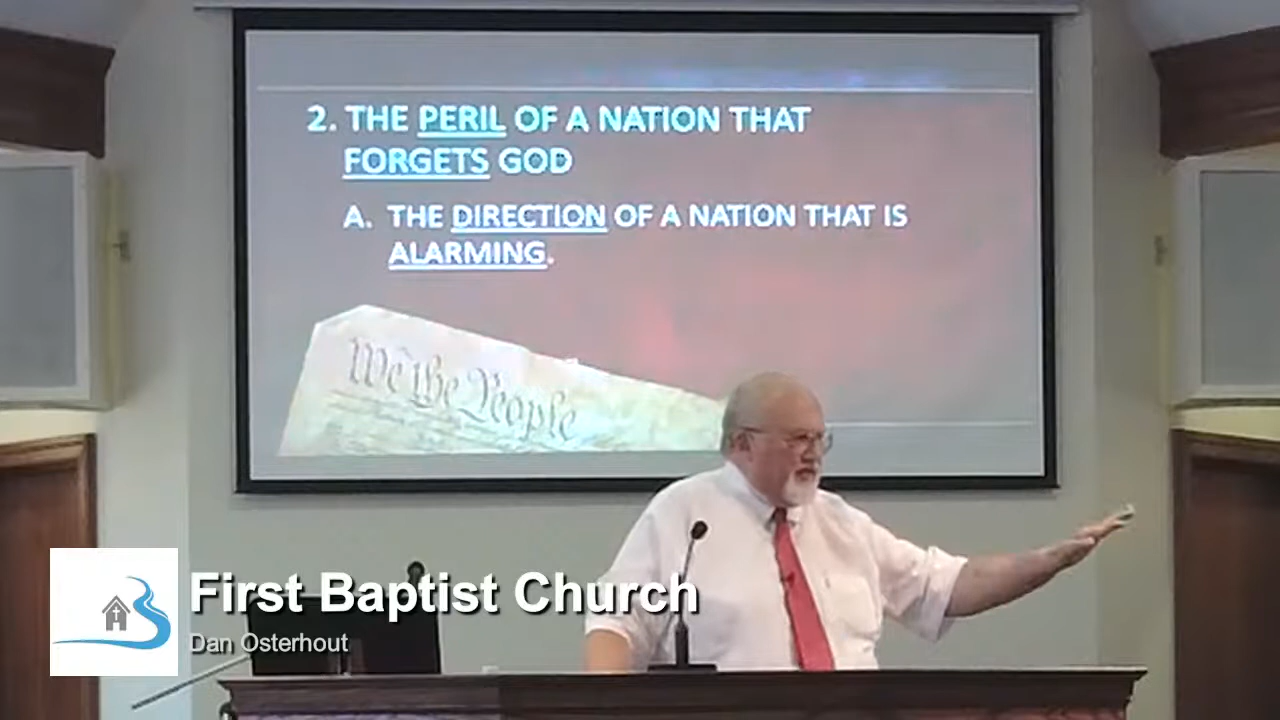 2. THE PERIL OF A NATION THAT
FORGETS GOD
A. THE DIRECTION OF A NATION THAT IS
ALARMING.
We the People
First Baptist Church
Dan Osterhout